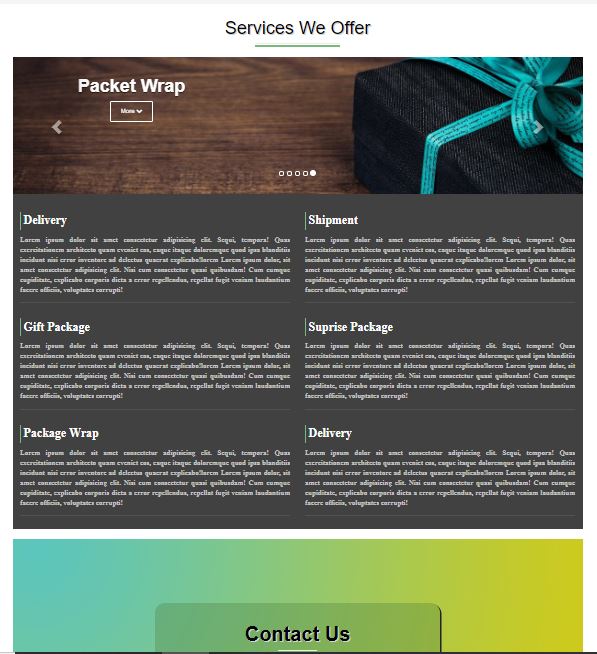 Services We Offer
Packet Wrap
More
Delivery
Lorem ipsum dolor sit amet consectetur adipisicing elit. Sequi, tempora! Quas
exercitationem architecto quam eveniet eos, eaque itaque doloremque quod ipsa blanditiis
incidunt nisi error inventore ad delectus quaerat explicabo!lorem Lorem ipsum dolor, sit
amet consectetur adipisicing elit. Nisi cum consectetur quasi quibusdam! Cum cumque
cupiditate, explicabo corporis dicta a error repellendus, repellat fugit veniam laudantium
facere officiis, voluptates corrupti!
Shipment
Lorem ipsum dolor sit amet consectetur adipisicing elit. Sequi, tempora! Quas
exercitationem architecto quam eveniet eos, eaque itaque doloremque quod ipsa blanditiis
incidunt nisi error inventore ad delectus quaerat explicabo!lorem Lorem ipsum dolor, sit
amet consectetur adipisicing elit. Nisi cum consectetur quasi quibusdam! Cum cumque
cupiditate, explicabo corporis dicta a error repellendus, repellat fugit veniam laudantium
facere officiis, voluptates corrupti!
Gift Package
Lorem ipsum dolor sit amet consectetur adipisicing elit. Sequi, tempora! Quas
exercitationem architecto quam eveniet eos, eaque itaque doloremque quod ipsa blanditiis
incidunt nisi error inventore ad delectus quaerat explicabo!lorem Lorem ipsum dolor, sit
amet consectetur adipisicing elit. Nisi cum consectetur quasi quibusdam! Cum cumque
cupiditate, explicabo corporis dicta a error repellendus, repellat fugit veniam laudantium
facere officiis, voluptates corrupti!
Suprise Package
Lorem ipsum dolor sit amet consectetur adipisicing elit. Sequi, tempora! Quas
exercitationem architecto quam eveniet eos, eaque itaque doloremque quod ipsa blanditiis
incidunt nisi error inventore ad delectus quaerat explicabo!lorem Lorem ipsum dolor, sit
amet consectetur adipisicing elit. Nisi cum consectetur quasi quibusdam! Cum cumque
cupiditate, explicabo corporis dicta a error repellendus, repellat fugit veniam laudantium
facere officiis, voluptates corrupti!
Package Wrap
Lorem ipsum dolor sit amet consectetur adipisicing elit. Sequi, tempora! Quas
exercitationem architecto quam eveniet eos, eaque itaque doloremque quod ipsa blanditiis
incidunt nisi error inventore ad delectus quaerat explicabo!lorem Lorem ipsum dolor, sit
amet consectetur adipisicing elit. Nisi cum consectetur quasi quibusdam! Cum cumque
cupiditate, explicabo corporis dicta a error repellendus, repellat fugit veniam laudantium
facere officiis, voluptates corrupti!
Delivery
Lorem ipsum dolor sit amet consectetur adipisicing elit. Sequi, tempora! Quas
exercitationem architecto quam eveniet eos, eaque itaque doloremque quod ipsa blanditiis
incidunt nisi error inventore ad delectus quaerat explicabo!lorem Lorem ipsum dolor, sit
amet consectetur adipisicing elit. Nisi cum consectetur quasi quibusdam! Cum cumque
cupiditate, explicabo corporis dicta a error repellendus, repellat fugit veniam laudantium
facere officiis, voluptates corrupti!
Contact Us